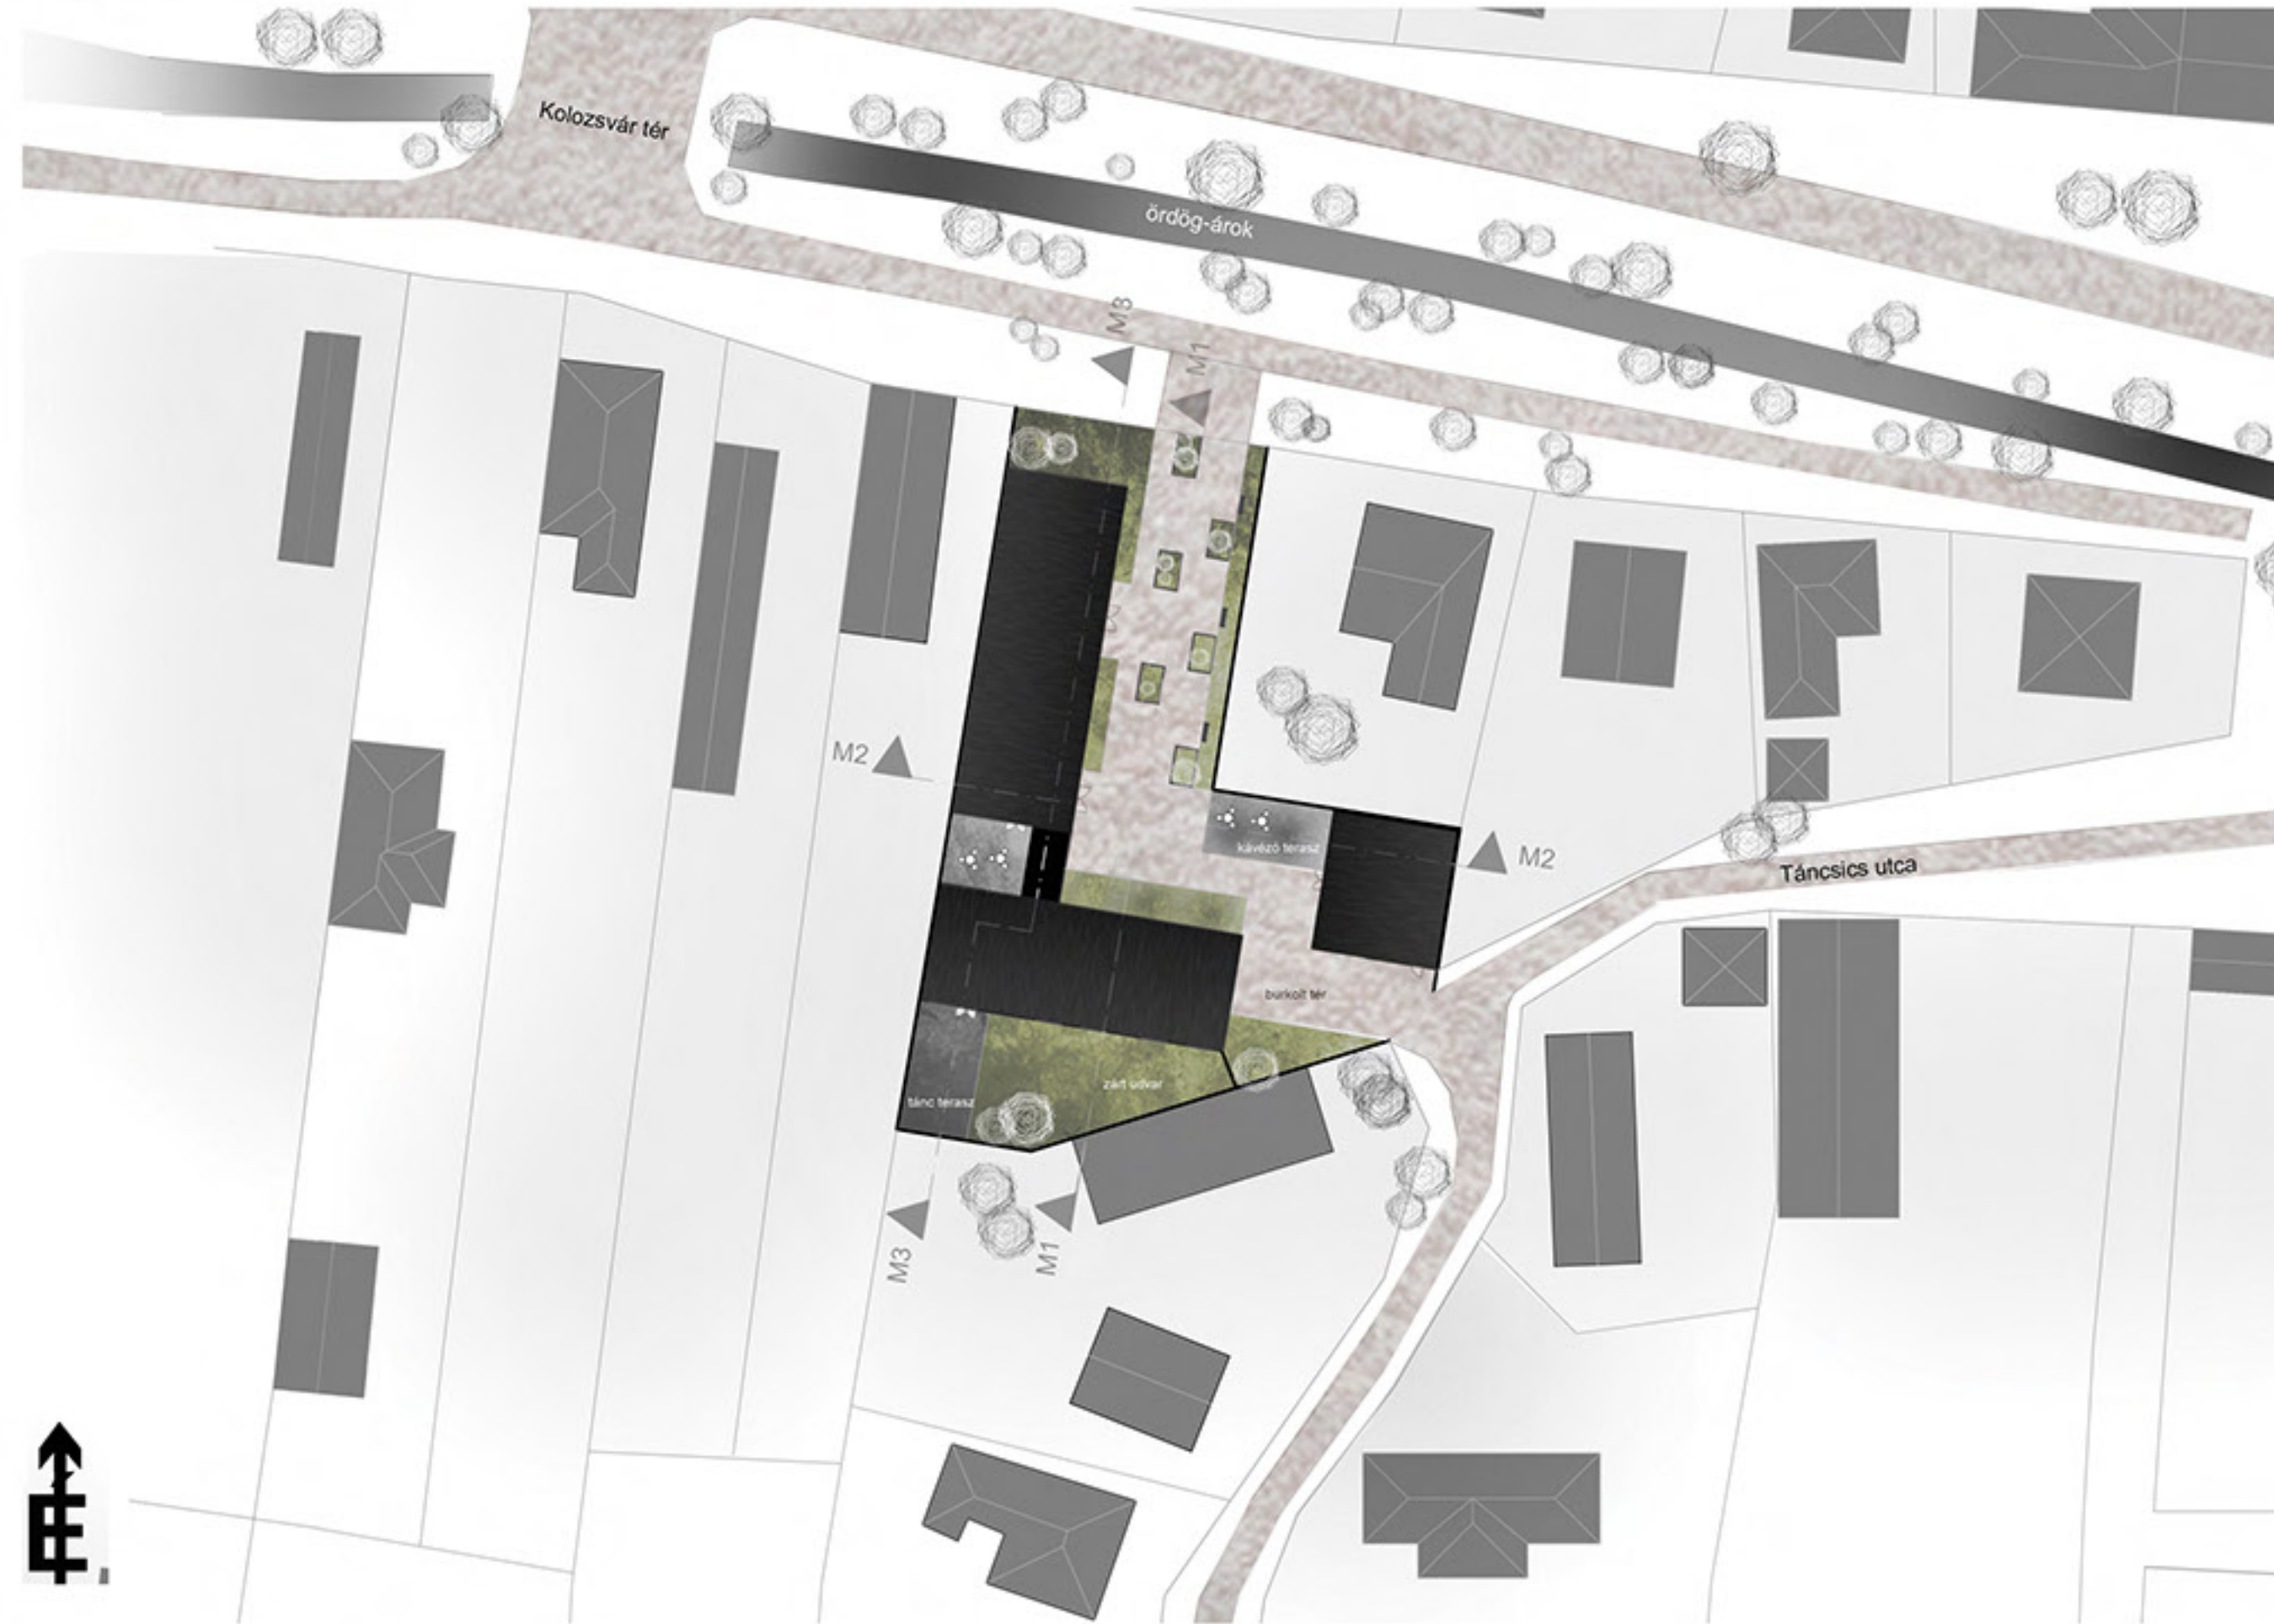 Kolozsvár tér
ördög-árok
M3
M1
M2
kávézó terasz
M2
Táncsics utca
burkolt tér
zárt udvar
tánc terasz
M3
M1
É